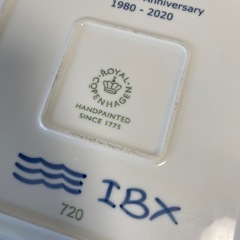 Anniversary
1980 - 2020
ROYAL
COPENHAGEN
HANDPAINTED
SINCE 1775
IBX
720